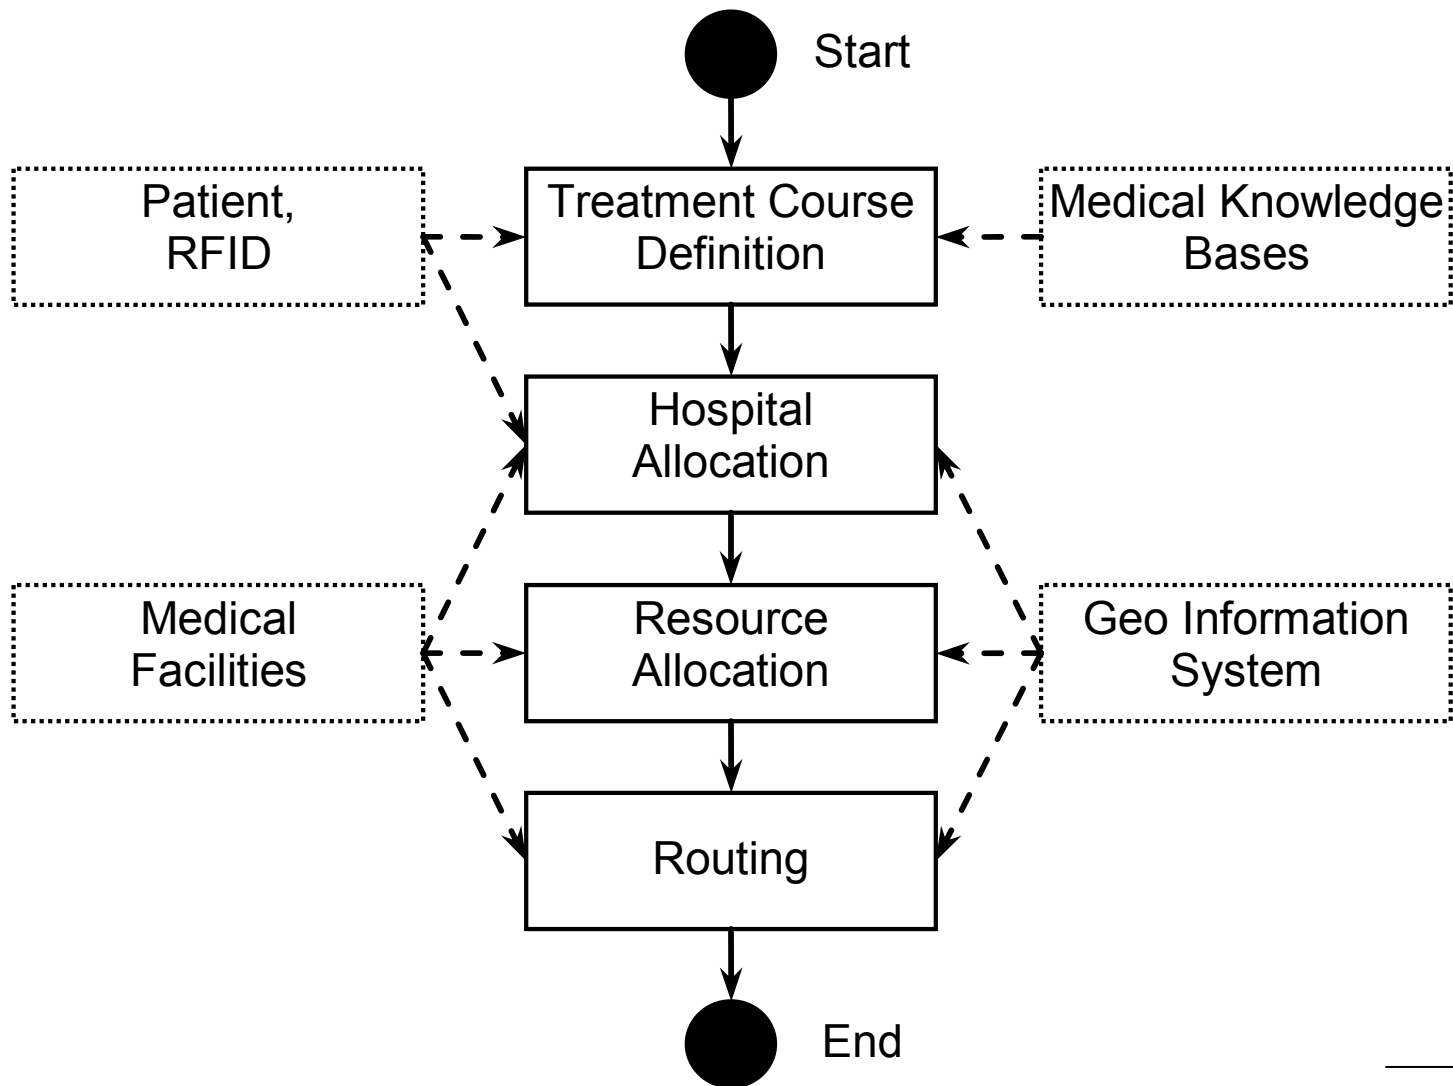 Start
Patient,
RFID
Treatment Course
Definition
Medical Knowledge
Bases
Hospital
Allocation
Medical
Facilities
Resource
Allocation
Geo Information
System
Routing
End